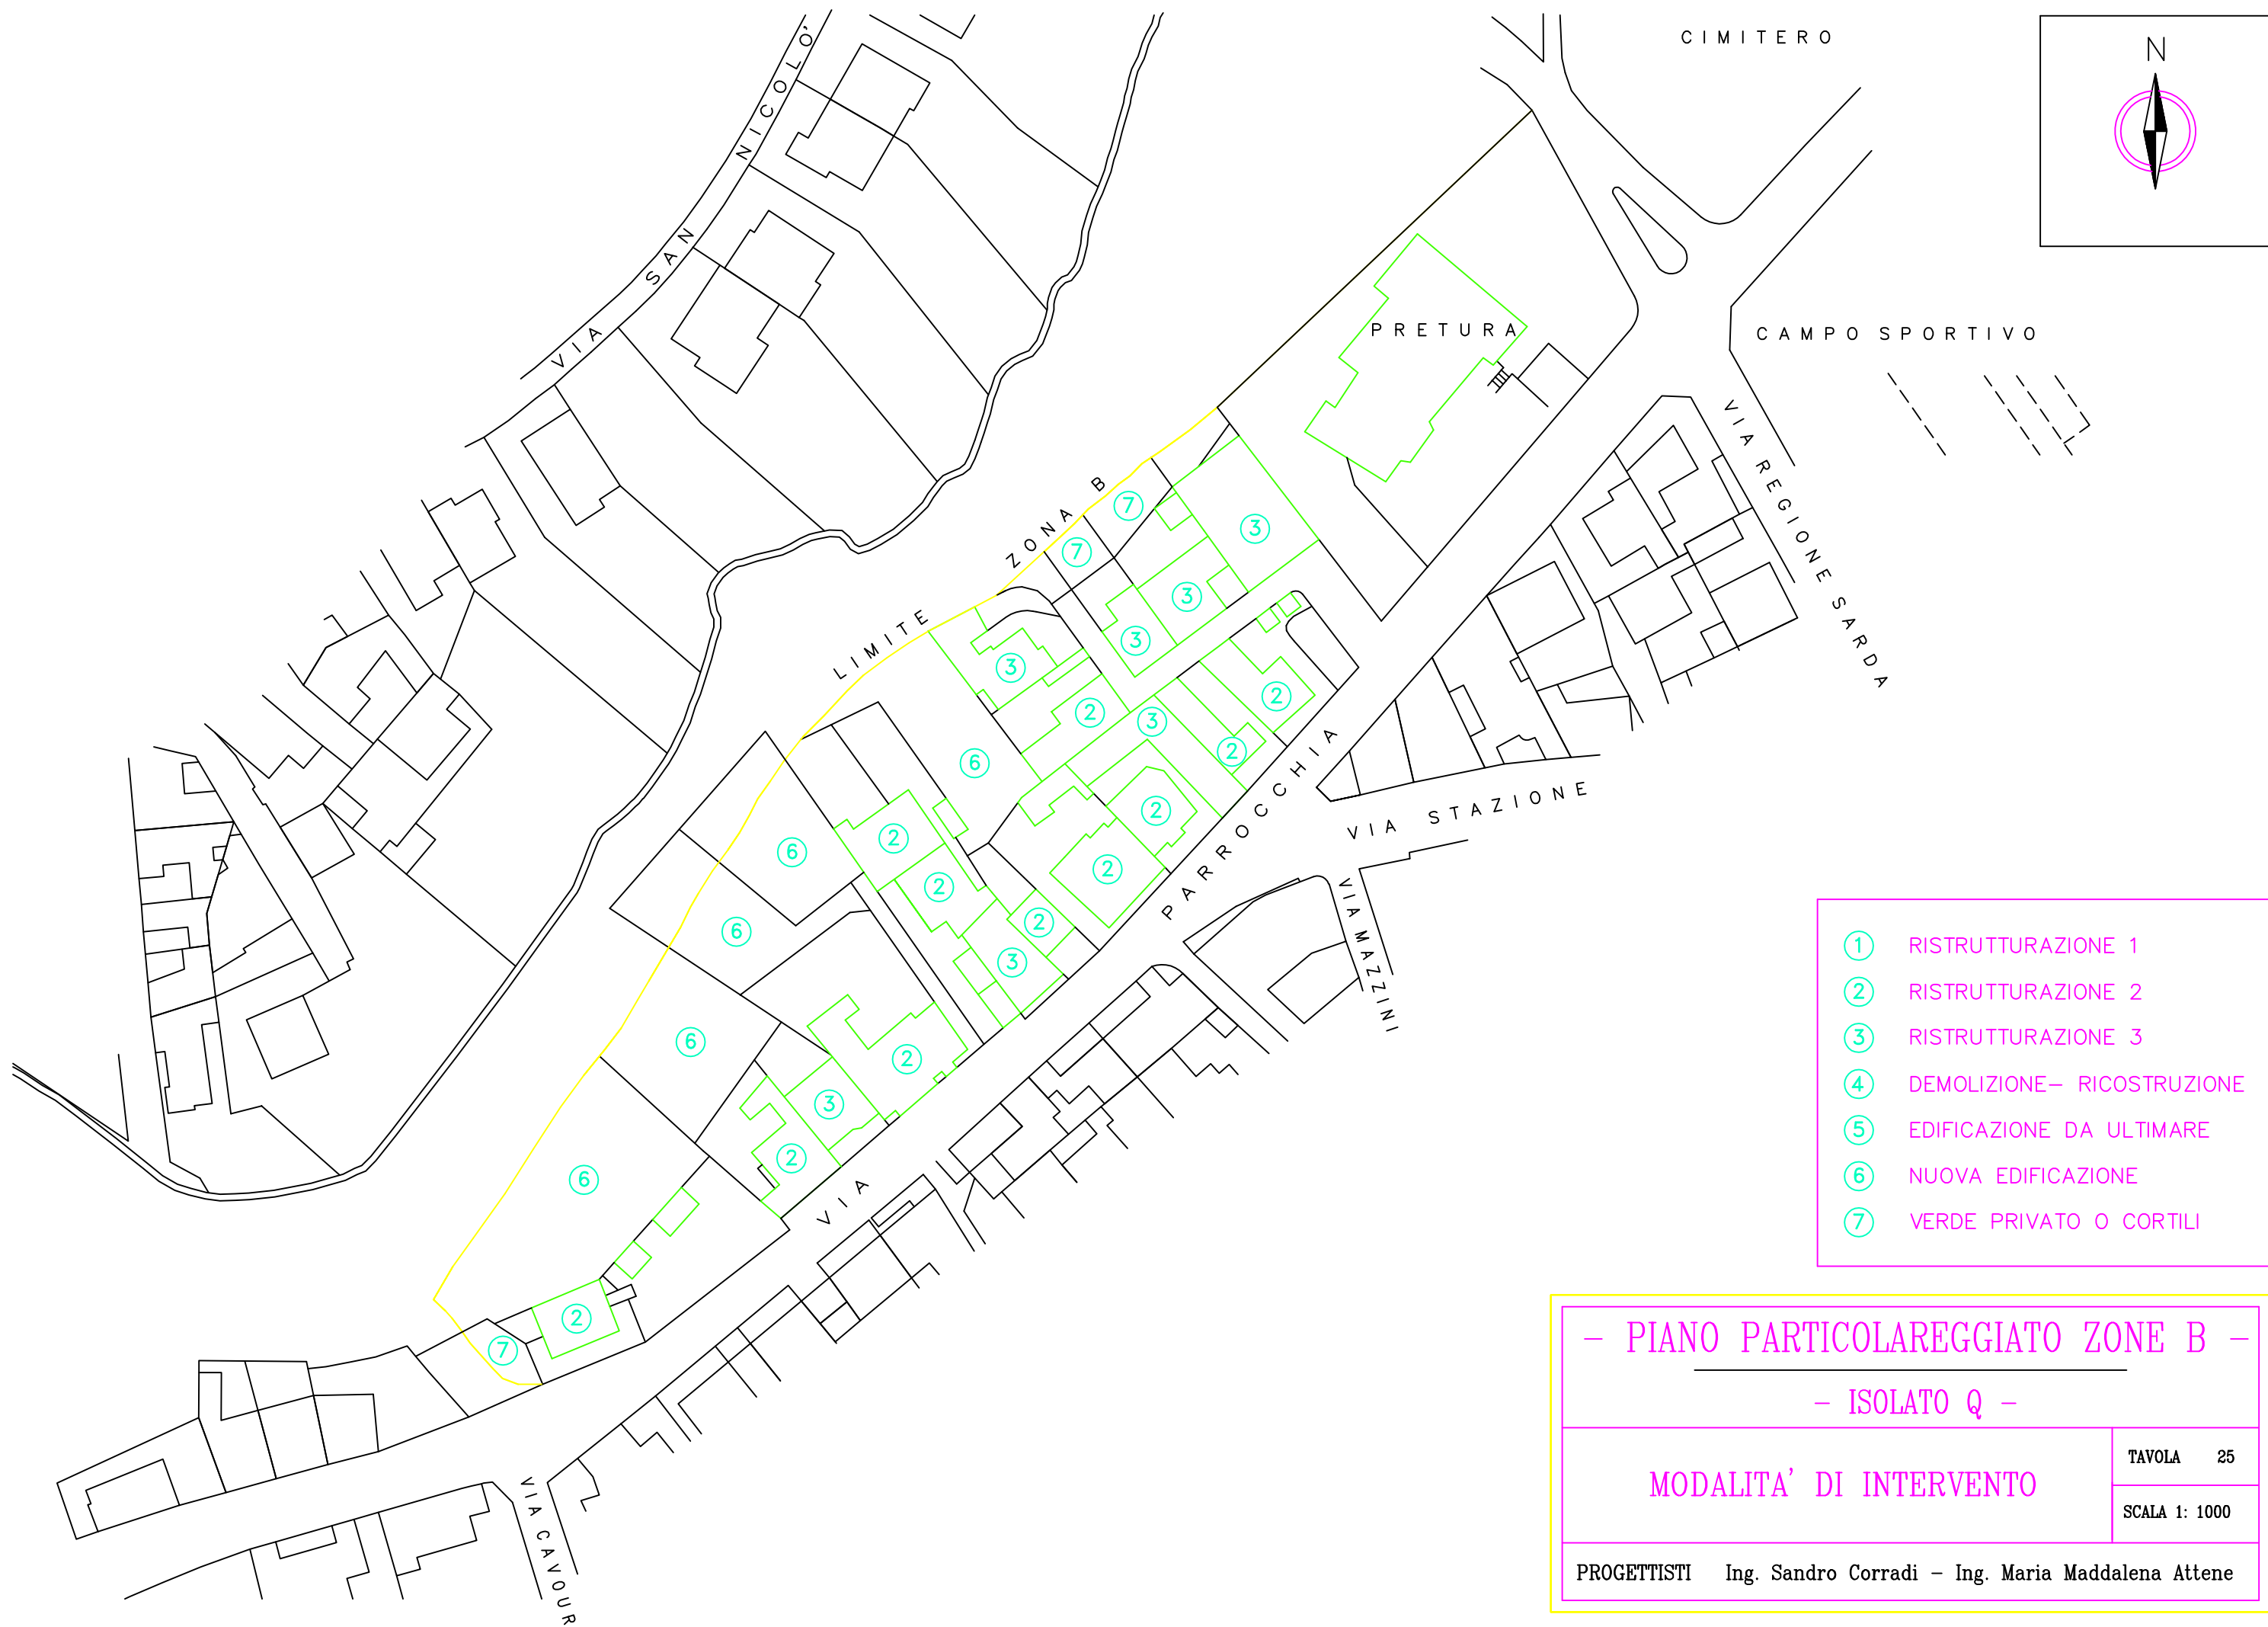 CIMITERO
N
VIA SAN NICOLO'
PRETURA
CAMPO SPORTIVO
VIA REGIONE SARDA
LIMITE ZONA B
7
3
7
3
3
3
2
2
3
2
6
2
2
6
2
2
6
2
3
6
2
3
2
6
2
7
VIA PARROCCHIA
VIA STAZIONE
VIA MAZZINI
VIA CAVOUR
1 RISTRUTTURAZIONE 1
2 RISTRUTTURAZIONE 2
3 RISTRUTTURAZIONE 3
4 DEMOLIZIONE– RICOSTRUZIONE
5 EDIFICAZIONE DA ULTIMARE
6 NUOVA EDIFICAZIONE
7 VERDE PRIVATO O CORTILI
– PIANO PARTICOLAREGGIATO ZONE B –
– ISOLATO Q –
MODALITA' DI INTERVENTO
TAVOLA 25
SCALA 1: 1000
PROGETTISTI Ing. Sandro Corradi – Ing. Maria Maddalena Attene